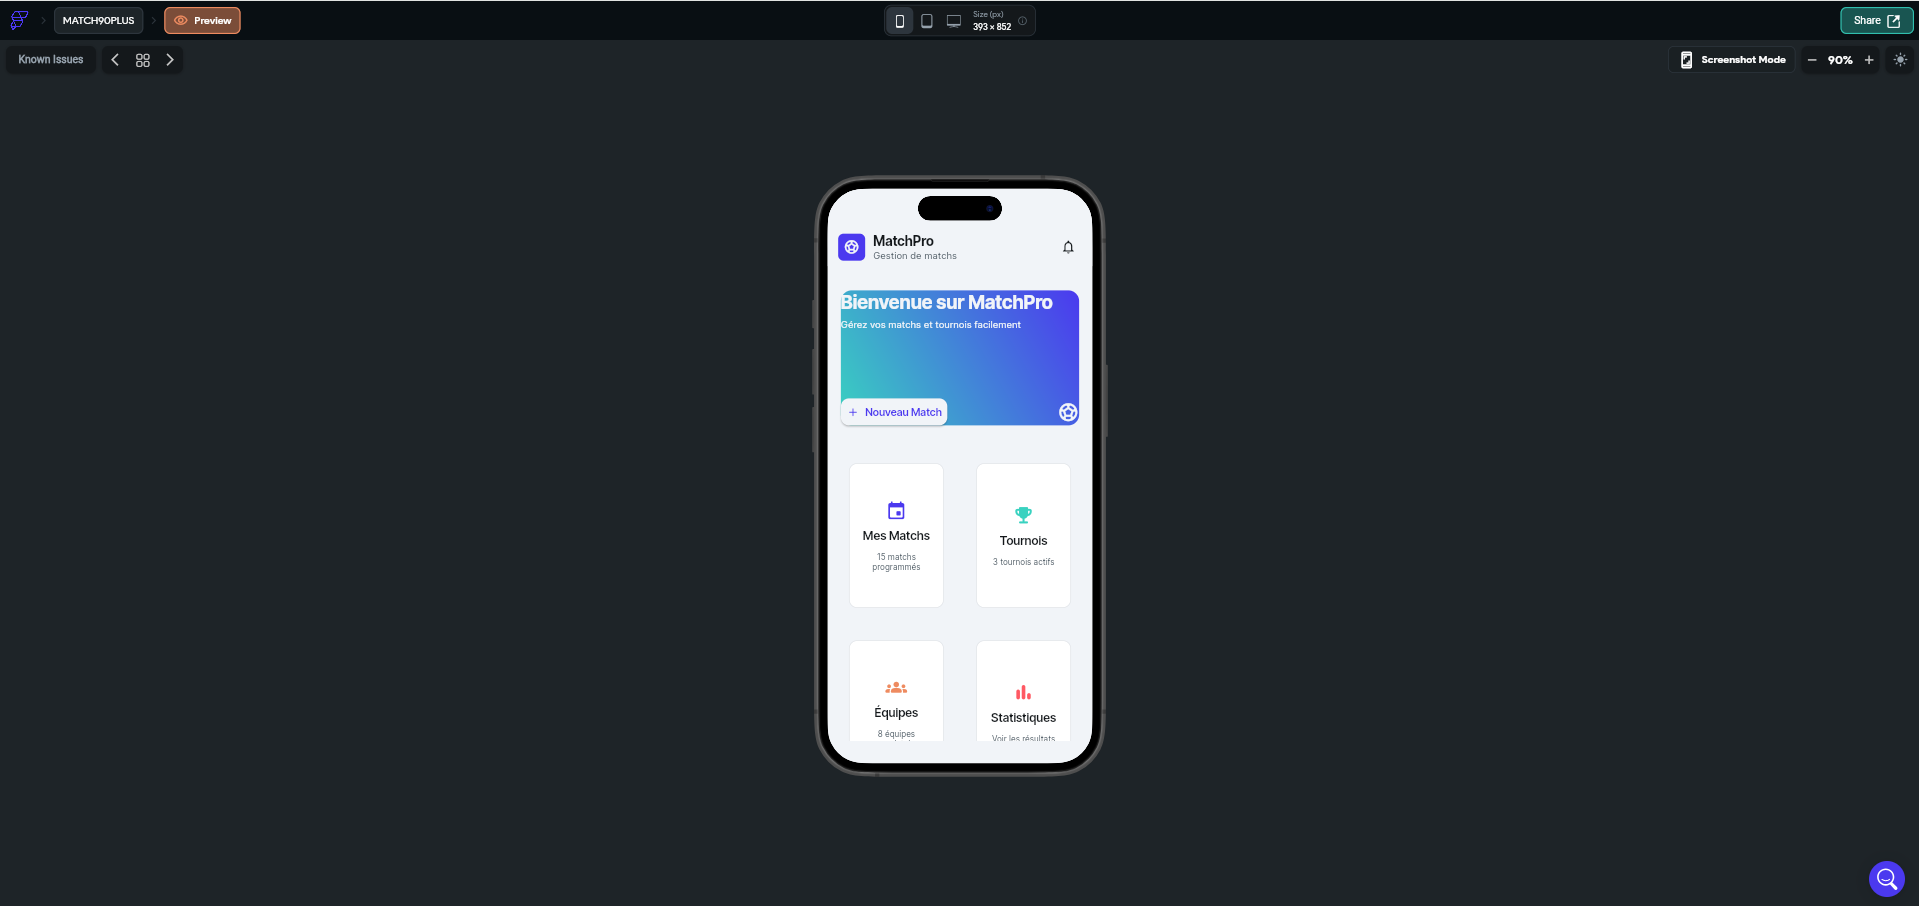 MATCH90PLUS
Preview
Size (px)
393 × 852
Share
Known Issues
Screenshot Mode
90%
MatchPro
Gestion de matchs
Bienvenue sur MatchPro
Gérez vos matchs et tournois facilement
Nouveau Match
Mes Matchs
15 matchs
programmés
Tournois
3 tournois actifs
Équipes
8 équipes
Statistiques
Voir les résultats